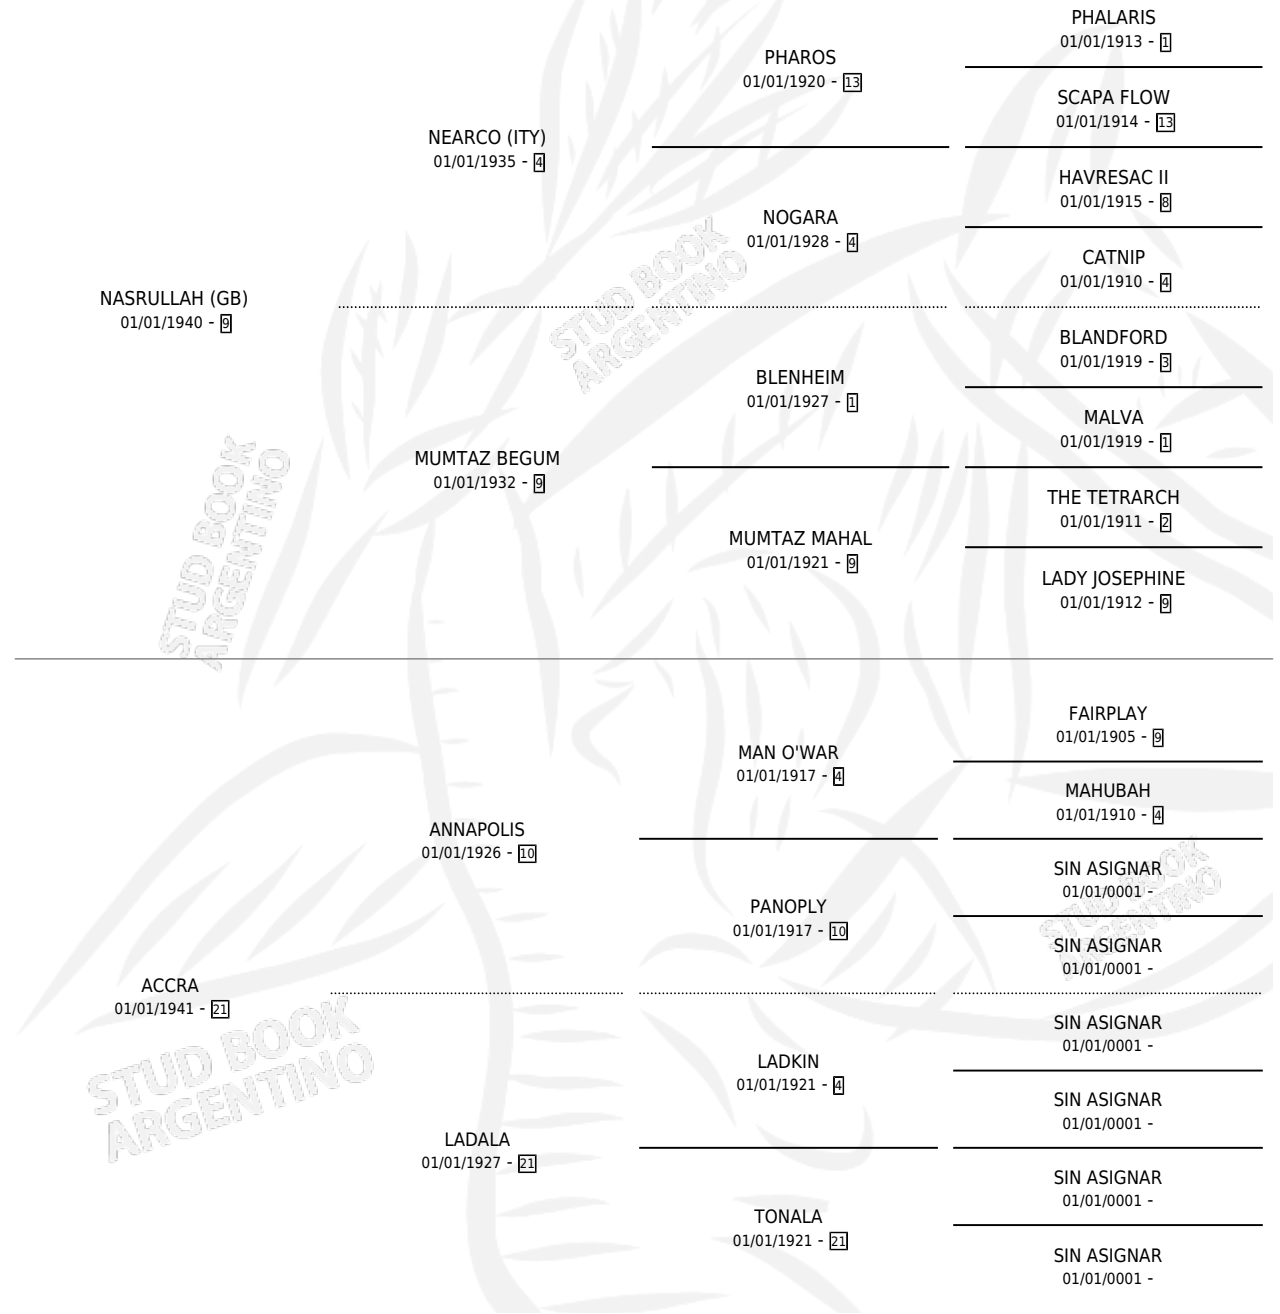 PHALARIS
01/01/1913 - 1
PHAROS
01/01/1920 - 13
SCAPA FLOW
01/01/1914 - 13
NEARCO (ITY)
01/01/1935 - 4
HAVRESAC II
01/01/1915 - 8
NOGARA
01/01/1928 - 4
CATNIP
01/01/1910 - 4
NASRULLAH (GB)
01/01/1940 - 9
BLANDFORD
01/01/1919 - 3
BLENHEIM
01/01/1927 - 1
MALVA
01/01/1919 - 1
MUMTAZ BEGUM
01/01/1932 - 9
THE TETRARCH
01/01/1911 - 2
MUMTAZ MAHAL
01/01/1921 - 9
LADY JOSEPHINE
01/01/1912 - 9
FAIRPLAY
01/01/1905 - 9
MAN O'WAR
01/01/1917 - 4
MAHUBAH
01/01/1910 - 4
ANNAPOLIS
01/01/1926 - 10
SIN ASIGNAR
01/01/0001 -
PANOPLY
01/01/1917 - 10
SIN ASIGNAR
01/01/0001 -
ACCRA
01/01/1941 - 21
SIN ASIGNAR
01/01/0001 -
LADKIN
01/01/1921 - 4
SIN ASIGNAR
01/01/0001 -
LADALA
01/01/1927 - 21
SIN ASIGNAR
01/01/0001 -
TONALA
01/01/1921 - 21
SIN ASIGNAR
01/01/0001 -
STUD BOOK
ARGENTINO
STUD BOOK
ARGENTINO
STUD BOOK
ARGENTINO
STUD BOOK
ARGENTINO